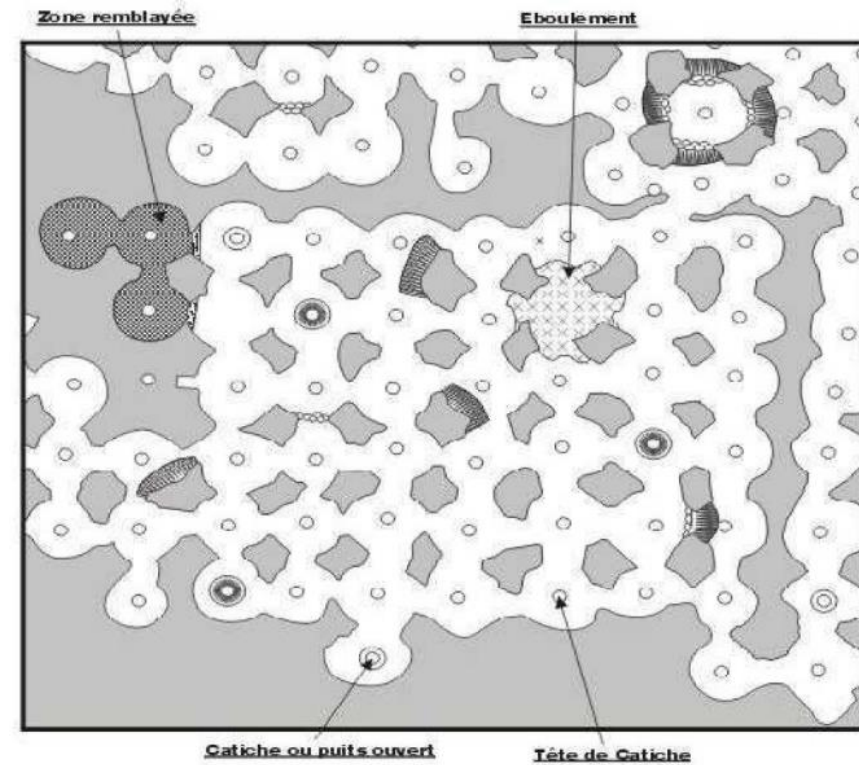 Zone remblayée
Eboulement
Catiche ou puits ouvert
Tête de Catiche